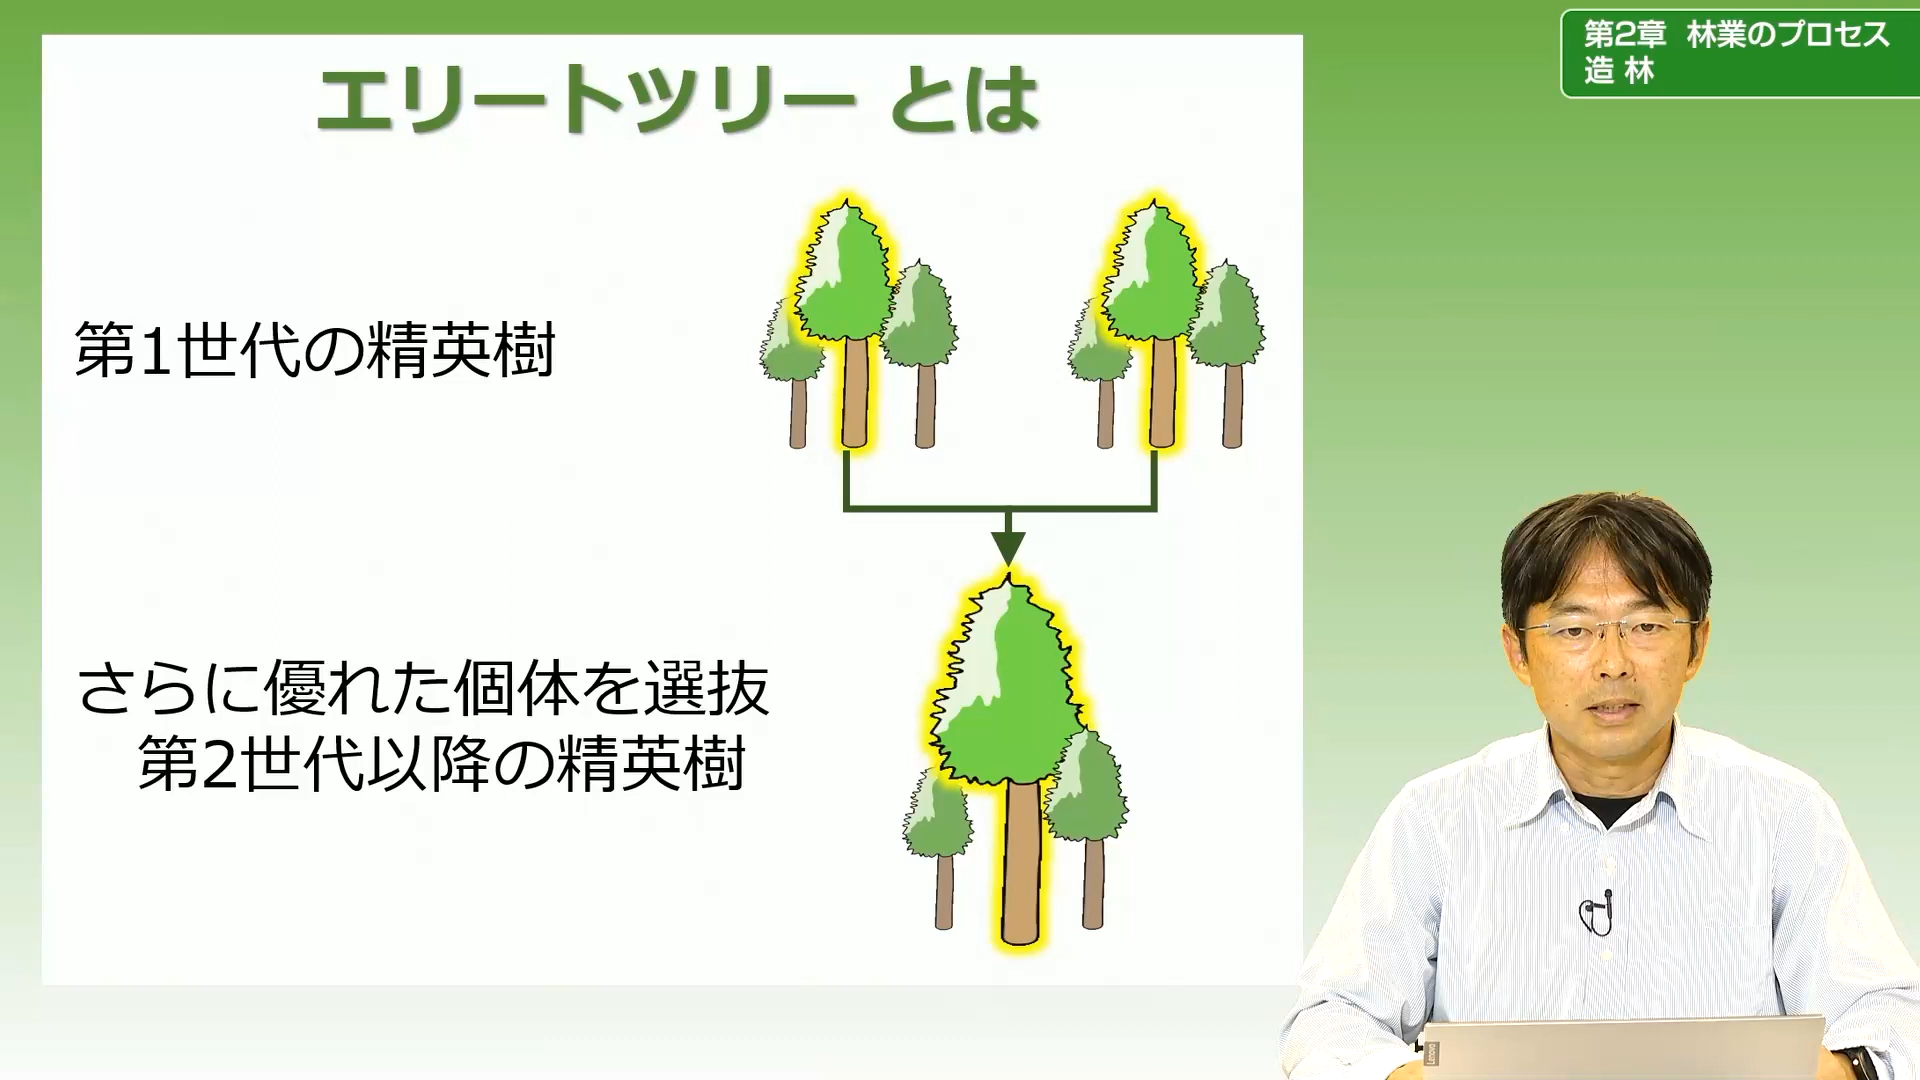 第2章 林業のプロセス
造 林
エリートツリー とは
第1世代の精英樹
さらに優れた個体を選抜
第2世代以降の精英樹
Lenovo